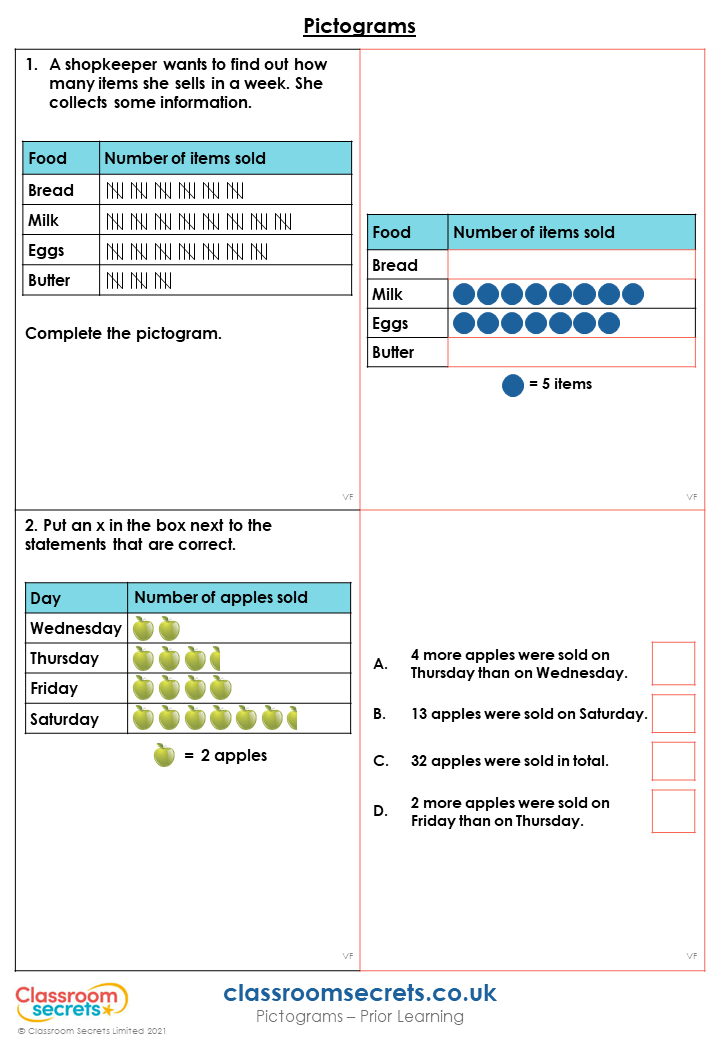 Pictograms
1. A shopkeeper wants to find out how
many items she sells in a week. She
collects some information.
Food Number of items sold
Bread
Milk
Eggs
Butter
Complete the pictogram.
VF
Food Number of items sold
Bread
Milk
Eggs
Butter
= 5 items
VF
2. Put an x in the box next to the
statements that are correct.
Day Number of apples sold
Wednesday
Thursday
Friday
Saturday
= 2 apples
VF
A. 4 more apples were sold on
Thursday than on Wednesday.
B. 13 apples were sold on Saturday.
C. 32 apples were sold in total.
D. 2 more apples were sold on
Friday than on Thursday.
VF
Classroom
secrets
© Classroom Secrets Limited 2021
classroomsecrets.co.uk
Pictograms – Prior Learning